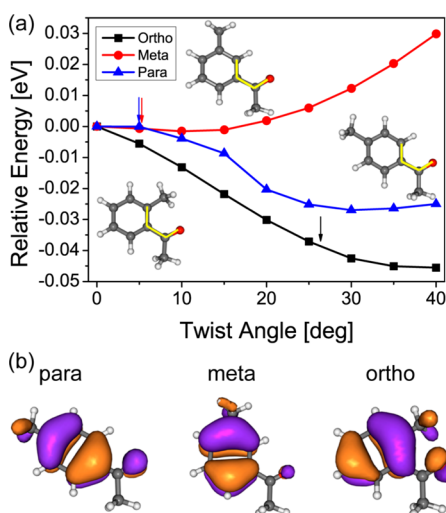 (a)
Ortho
Meta
Para
Relative Energy [eV]
0.03
0.02
0.01
0.00
-0.01
-0.02
-0.03
-0.04
-0.05
0 10 20 30 40
Twist Angle [deg]
(b)
para meta ortho